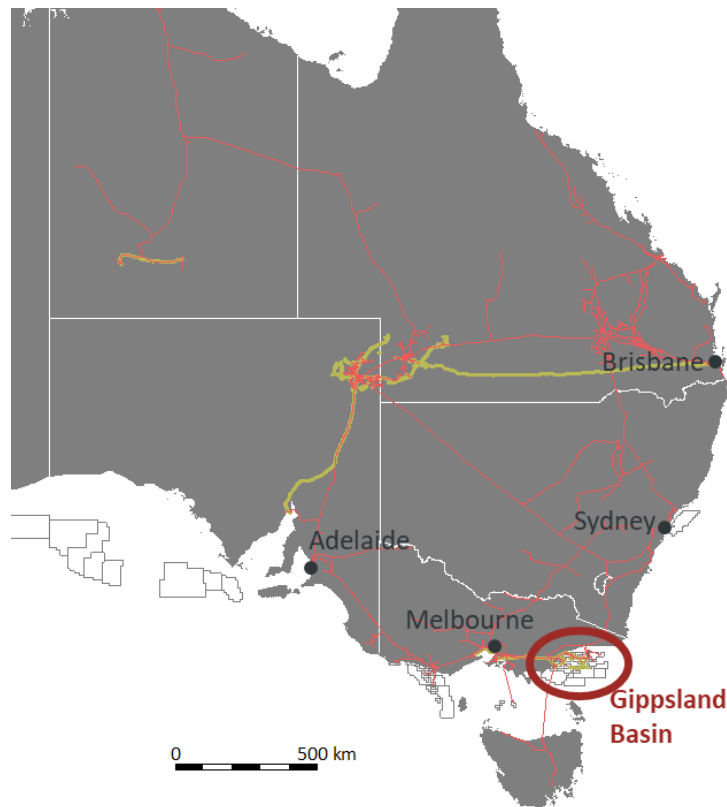 Brisbane
Sydney
Adelaide
Melbourne
Gippsland
Basin
0 500 km